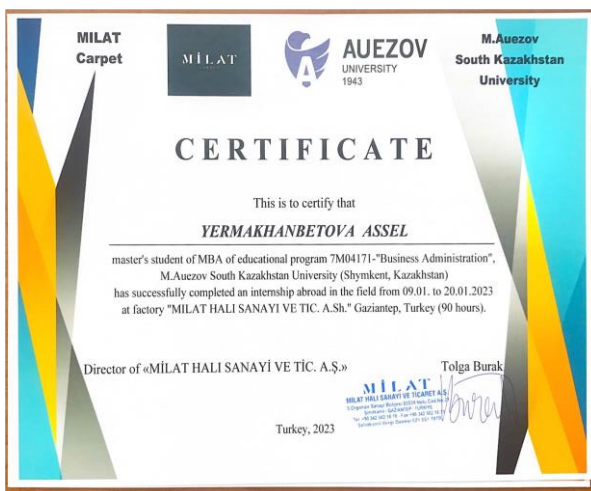 MILAT
Carpet
MİLAT
AUEZOV
UNIVERSITY
1943
M.Auezov
South Kazakhstan
University
CERTIFICATE
This is to certify that
YERMAKHANBETOVA ASSEL
master's student of MBA of educational program 7M04171-"Business Administration",
M.Auezov South Kazakhstan University (Shymkent, Kazakhstan)
has successfully completed an internship abroad in the field from 09.01. to 20.01.2023
at factory "MILAT HALI SANAYI VE TIC. A.Sh." Gaziantep, Turkey (90 hours).
Director of «MİLAT HALI SANAYİ VE TİC. A.Ş.»
Tolga Burak
MİLAT
MİLAT HALI SANAYİ VE TİCARET A.Ş.
Turkey, 2023